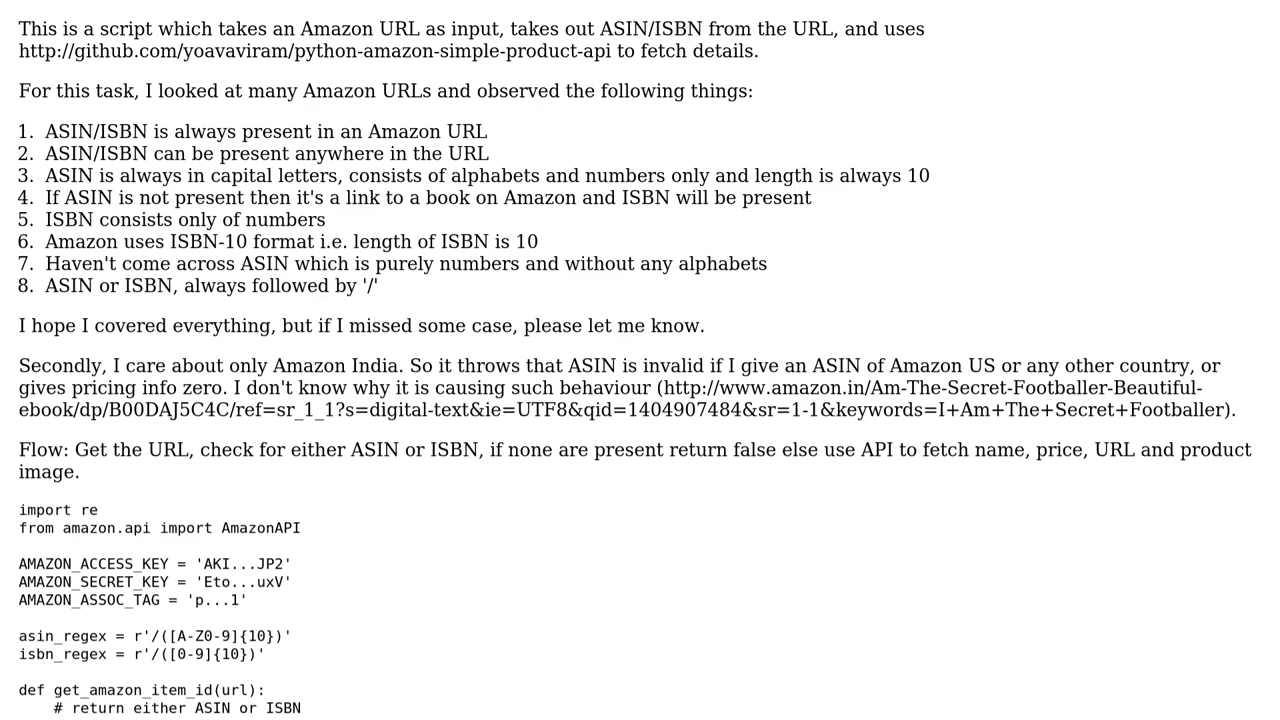 This is a script which takes an Amazon URL as input, takes out ASIN/ISBN from the URL, and uses
http://github.com/yoavaviram/python-amazon-simple-product-api to fetch details.
For this task, I looked at many Amazon URLs and observed the following things:
1. ASIN/ISBN is always present in an Amazon URL
2. ASIN/ISBN can be present anywhere in the URL
3. ASIN is always in capital letters, consists of alphabets and numbers only and length is always 10
4. If ASIN is not present then it's a link to a book on Amazon and ISBN will be present
5. ISBN consists only of numbers
6. Amazon uses ISBN-10 format i.e. length of ISBN is 10
7. Haven't come across ASIN which is purely numbers and without any alphabets
8. ASIN or ISBN, always followed by '/'
I hope I covered everything, but if I missed some case, please let me know.
Secondly, I care about only Amazon India. So it throws that ASIN is invalid if I give an ASIN of Amazon US or any other country, or
gives pricing info zero. I don't know why it is causing such behaviour (http://www.amazon.in/Am-The-Secret-Footballer-Beautiful-
ebook/dp/B00DAJ5C4C/ref=sr_1_1?s=digital-text&ie=UTF8&qid=1404907484&sr=1-1&keywords=I+Am+The+Secret+Footballer).
Flow: Get the URL, check for either ASIN or ISBN, if none are present return false else use API to fetch name, price, URL and product
image.
import re
from amazon.api import AmazonAPI
AMAZON_ACCESS_KEY = 'AKI...JP2'
AMAZON_SECRET_KEY = 'Eto...uxV'
AMAZON_ASSOC_TAG = 'p...1'
asin_regex = r'/([A-Z0-9]{10})'
isbn_regex = r'/([0-9]{10})'
def get_amazon_item_id(url):
    # return either ASIN or ISBN